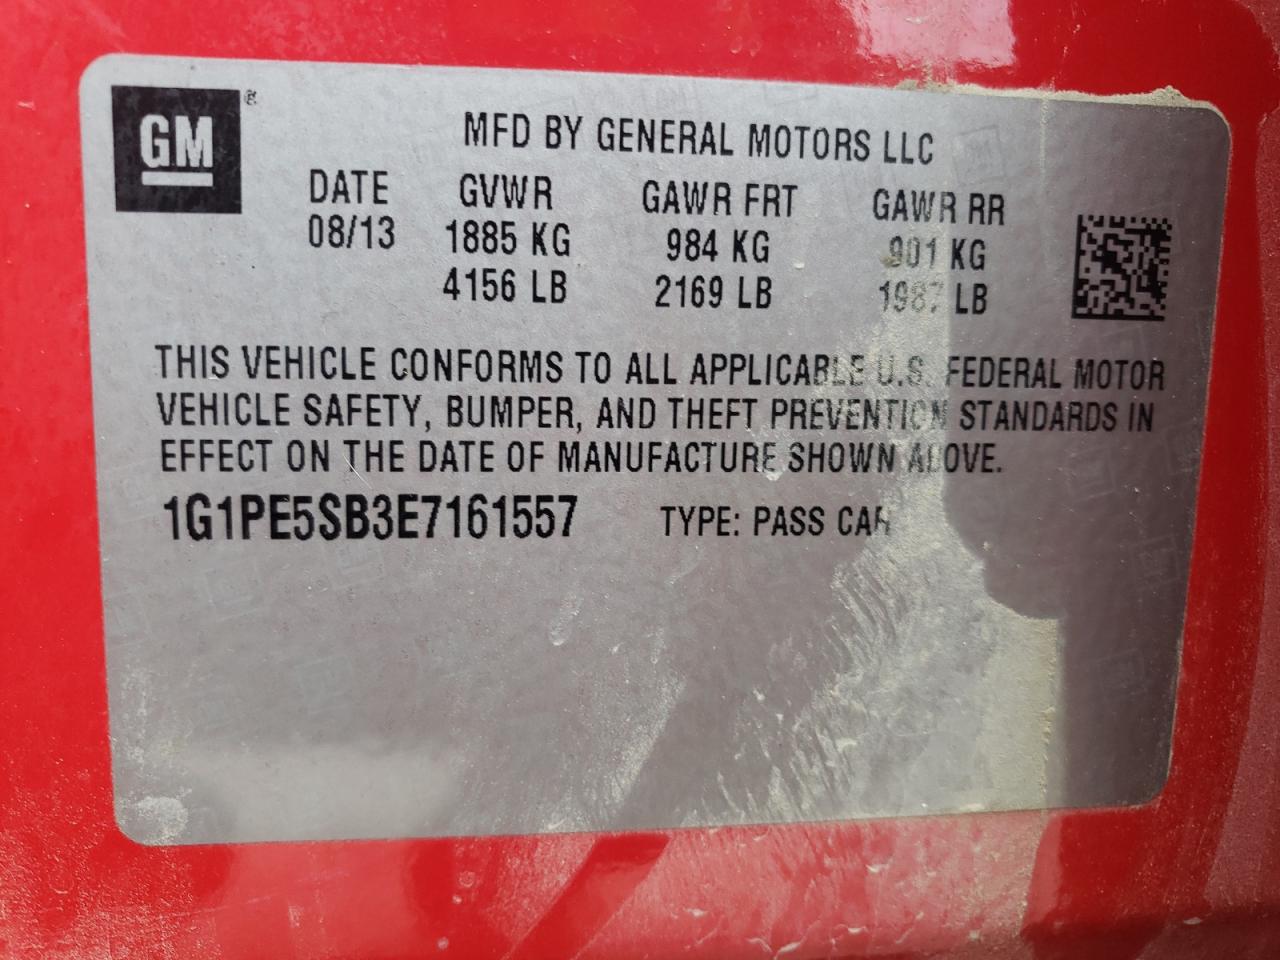 GM
MFD BY GENERAL MOTORS LLC
DATE GVWR GAWR FRT GAWR RR
08/13 1885 KG 984 KG 901 KG
4156 LB 2169 LB 1987 LB
THIS VEHICLE CONFORMS TO ALL APPLICABLE U.S. FEDERAL MOTOR
VEHICLE SAFETY, BUMPER, AND THEFT PREVENTION STANDARDS IN
EFFECT ON THE DATE OF MANUFACTURE SHOWN ABOVE.
1G1PE5SB3E7161557 TYPE: PASS CAR